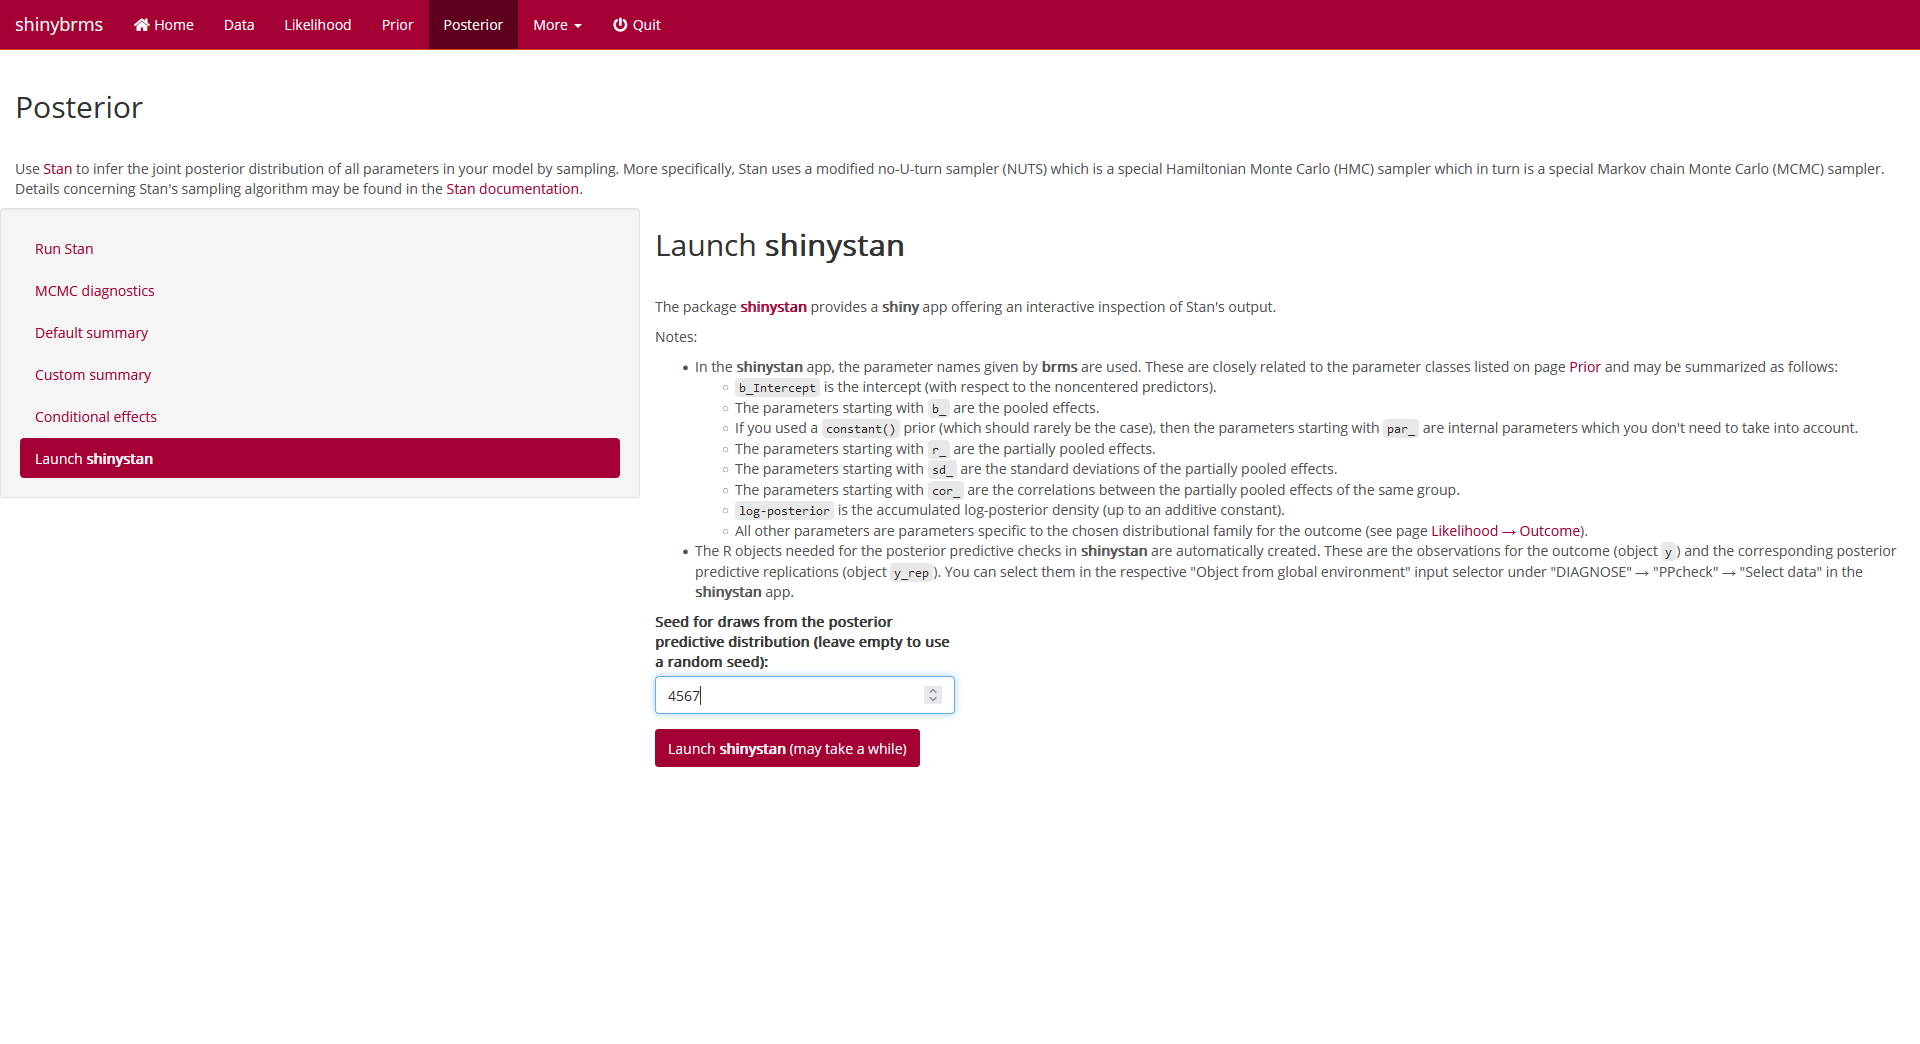 shinybrms Home Data Likelihood Prior Posterior More Quit
Posterior
Use Stan to infer the joint posterior distribution of all parameters in your model by sampling. More specifically, Stan uses a modified no-U-turn sampler (NUTS) which is a special Hamiltonian Monte Carlo (HMC) sampler which in turn is a special Markov chain Monte Carlo (MCMC) sampler.
Details concerning Stan's sampling algorithm may be found in the Stan documentation.
Run Stan
MCMC diagnostics
Default summary
Custom summary
Conditional effects
Launch shinystan
Launch shinystan
The package shinystan provides a shiny app offering an interactive inspection of Stan's output.
Notes:
• In the shinystan app, the parameter names given by brms are used. These are closely related to the parameter classes listed on page Prior and may be summarized as follows:
◦ b_Intercept is the intercept (with respect to the noncentered predictors).
◦ The parameters starting with b_ are the pooled effects.
◦ If you used a constant() prior (which should rarely be the case), then the parameters starting with par_ are internal parameters which you don't need to take into account.
◦ The parameters starting with r_ are the partially pooled effects.
◦ The parameters starting with sd_ are the standard deviations of the partially pooled effects.
◦ The parameters starting with cor_ are the correlations between the partially pooled effects of the same group.
◦ log-posterior is the accumulated log-posterior density (up to an additive constant).
◦ All other parameters are parameters specific to the chosen distributional family for the outcome (see page Likelihood → Outcome).
• The R objects needed for the posterior predictive checks in shinystan are automatically created. These are the observations for the outcome (object y) and the corresponding posterior
predictive replications (object y_rep). You can select them in the respective "Object from global environment" input selector under "DIAGNOSE" → "PPcheck" → "Select data" in the
shinystan app.
Seed for draws from the posterior
predictive distribution (leave empty to use
a random seed):
4567
Launch shinystan (may take a while)